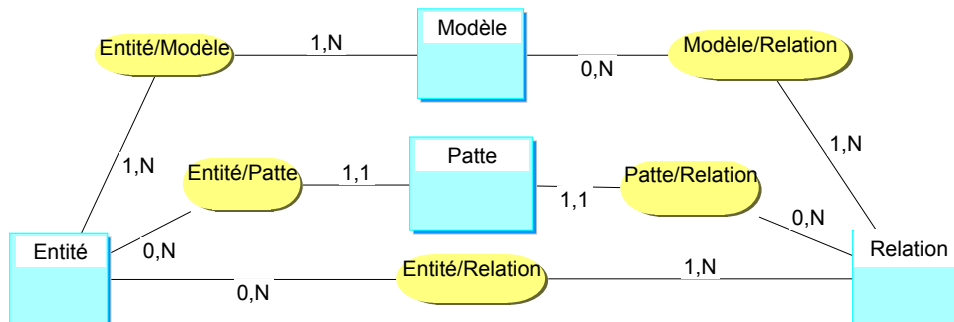 Entité/Modèle
1,N
Modèle
0,N
Modèle/Relation
1,N
1,N
Entité/Patte
1,1
Patte
1,1
Patte/Relation
0,N
0,N
Entité
0,N
Entité/Relation
1,N
Relation